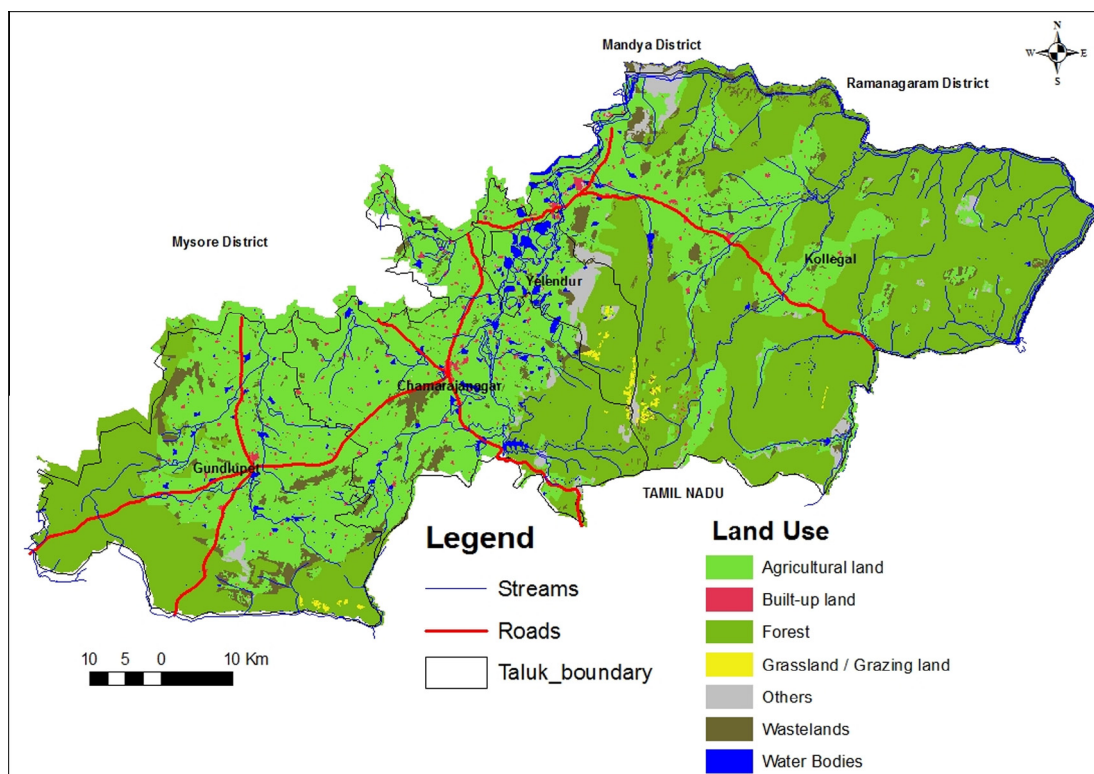 Mandya District
N
W E
S
Ramanagaram District
Mysore District
Kollegal
Yelendur
Chamarajanagar
Gundlupet
TAMIL NADU
Legend
Streams
Roads
Taluk_boundary
10 5 0 10 Km
Land Use
Agricultural land
Built-up land
Forest
Grassland / Grazing land
Others
Wastelands
Water Bodies